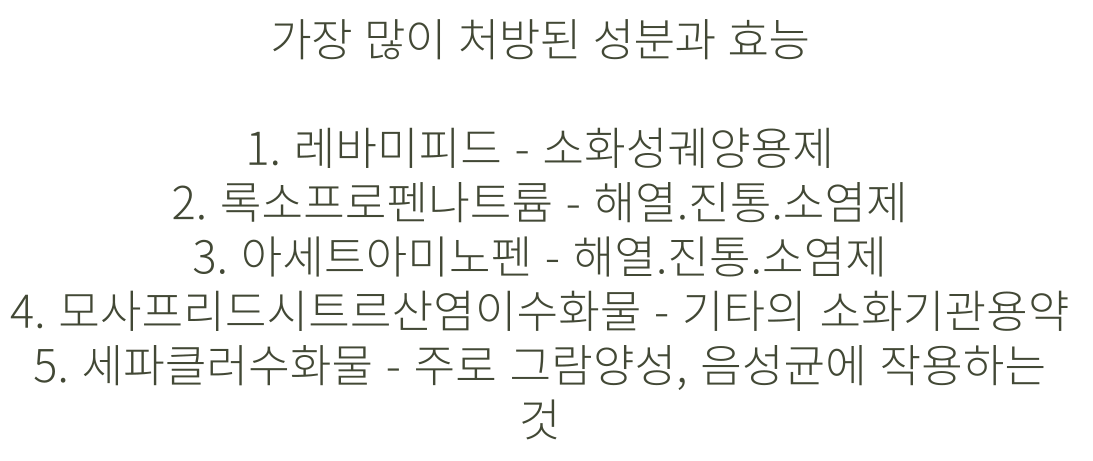 가장 많이 처방된 성분과 효능
1. 레바미피드 - 소화성궤양용제
2. 록소프로펜나트륨 - 해열.진통.소염제
3. 아세트아미노펜 - 해열.진통.소염제
4. 모사프리드시트르산염이수화물 - 기타의 소화기관용약
5. 세파클러수화물 - 주로 그람양성, 음성균에 작용하는
것